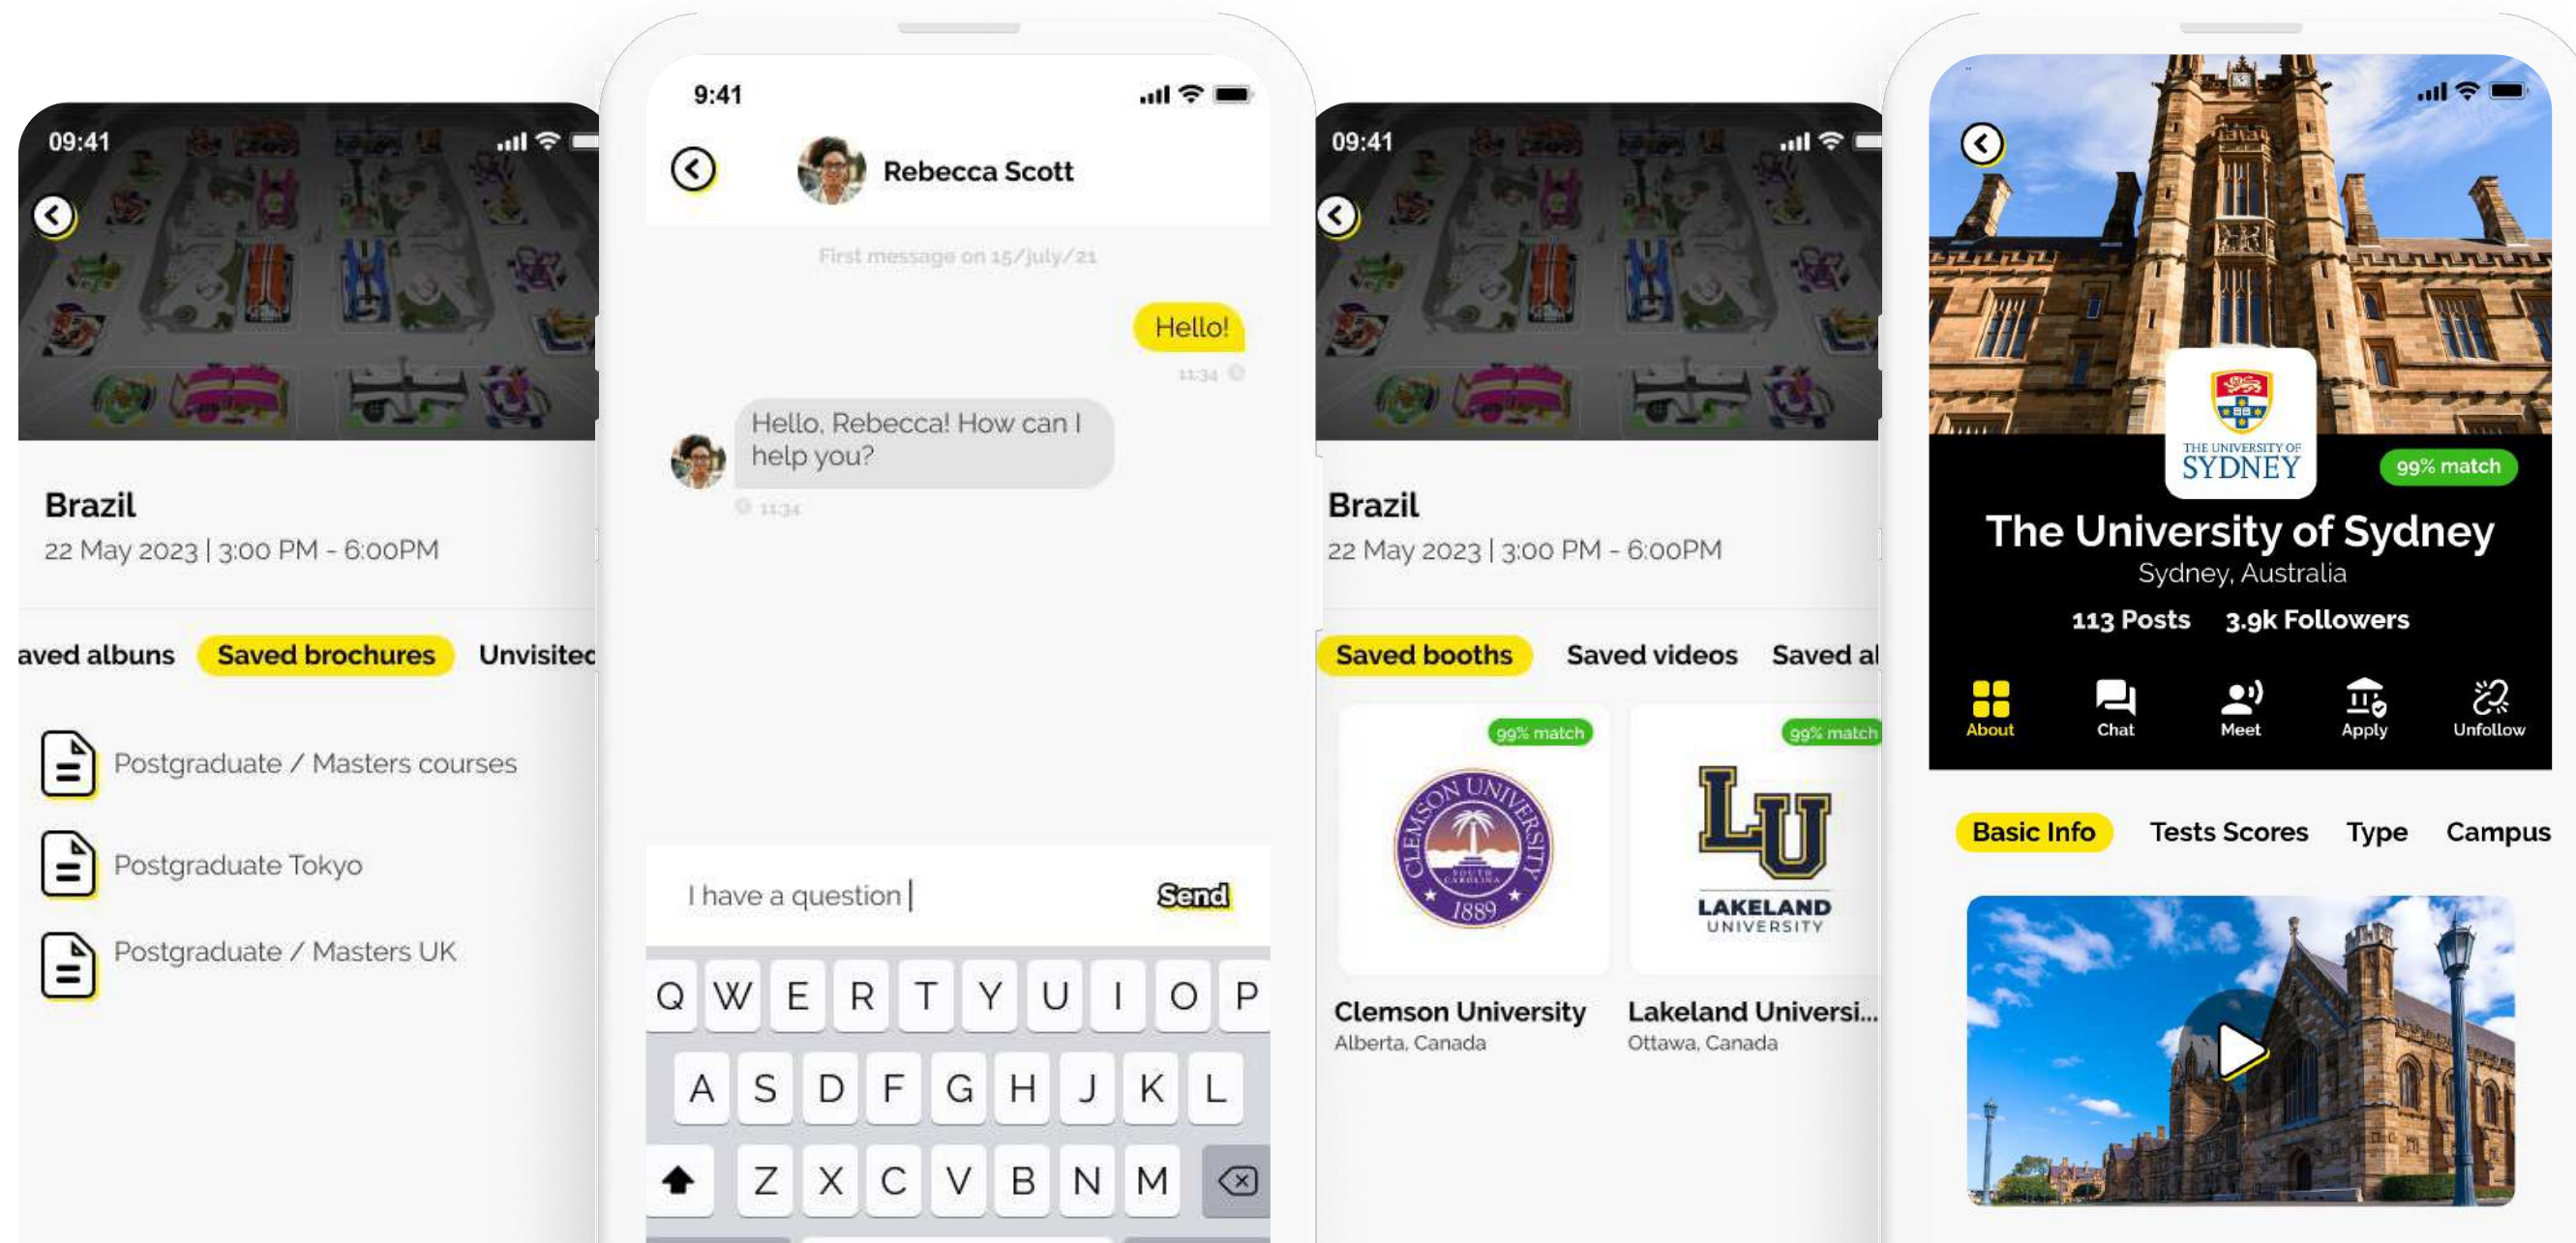 09:41
Brazil
22 May 2023 | 3:00 PM - 6:00PM
aved albuns Saved brochures Unvisited
Postgraduate / Masters courses
Postgraduate Tokyo
Postgraduate / Masters UK
9:41
Rebecca Scott
First message on 15/july/21
Hello!
11:34
Hello, Rebecca! How can I
help you?
11:34
I have a question
Send
Q W E R T Y U I O P
A S D F G H J K L
Z X C V B N M
09:41
Brazil
22 May 2023 | 3:00 PM - 6:00PM
Saved booths Saved videos Saved al
99% match
CLEMSON UNIVERSITY
SOUTH
CAROLINA
1889
Clemson University
Alberta, Canada
99% match
LU
LAKELAND
UNIVERSITY
Lakeland Universi...
Ottawa, Canada
THE UNIVERSITY OF
SYDNEY
99% match
The University of Sydney
Sydney, Australia
113 Posts 3.9k Followers
About Chat Meet Apply Unfollow
Basic Info Tests Scores Type Campus